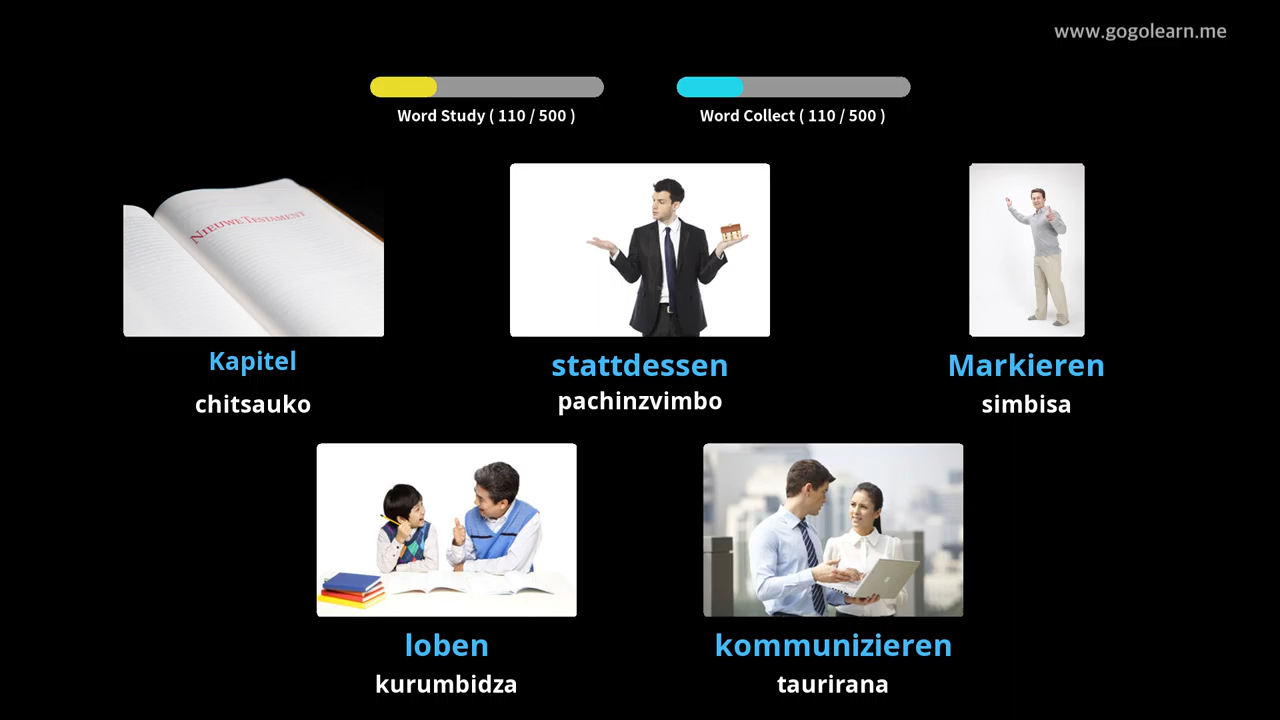 www.gogolearn.me
Word Study ( 110 / 500 )
Word Collect ( 110 / 500 )
NIEUWE TESTAMENT
Kapitel
stattdessen
Markieren
chitsauko
pachinzvimbo
simbisa
loben
kommunizieren
kurumbidza
taurirana